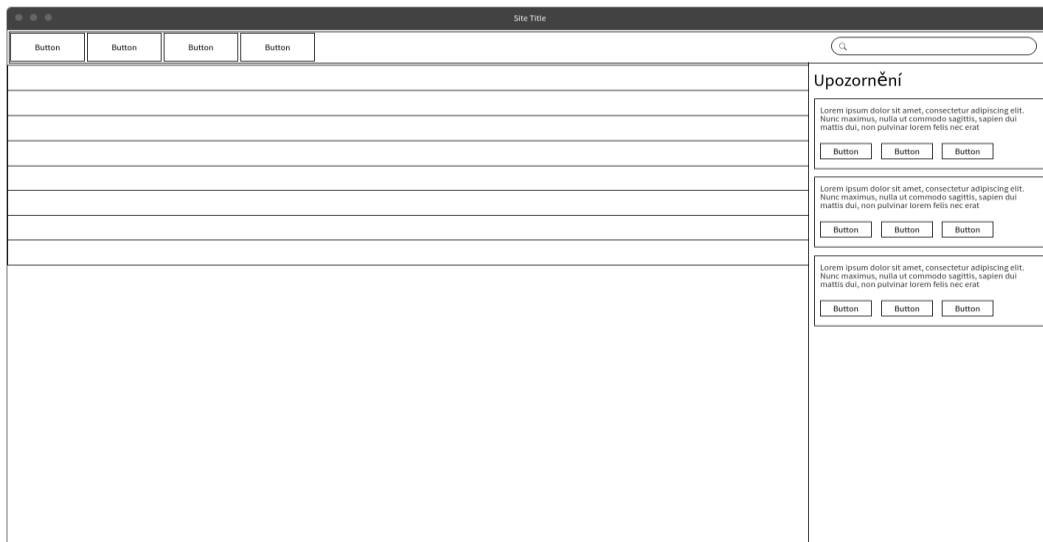 Site Title
Button
Button
Button
Button
Upozornění
Lorem ipsum dolor sit amet, consectetur adipiscing elit.
Nunc maximus, nulla ut commodo sagittis, sapien dui
mattis dui, non pulvinar lorem felis nec erat
Button
Button
Button
Lorem ipsum dolor sit amet, consectetur adipiscing elit.
Nunc maximus, nulla ut commodo sagittis, sapien dui
mattis dui, non pulvinar lorem felis nec erat
Button
Button
Button
Lorem ipsum dolor sit amet, consectetur adipiscing elit.
Nunc maximus, nulla ut commodo sagittis, sapien dui
mattis dui, non pulvinar lorem felis nec erat
Button
Button
Button